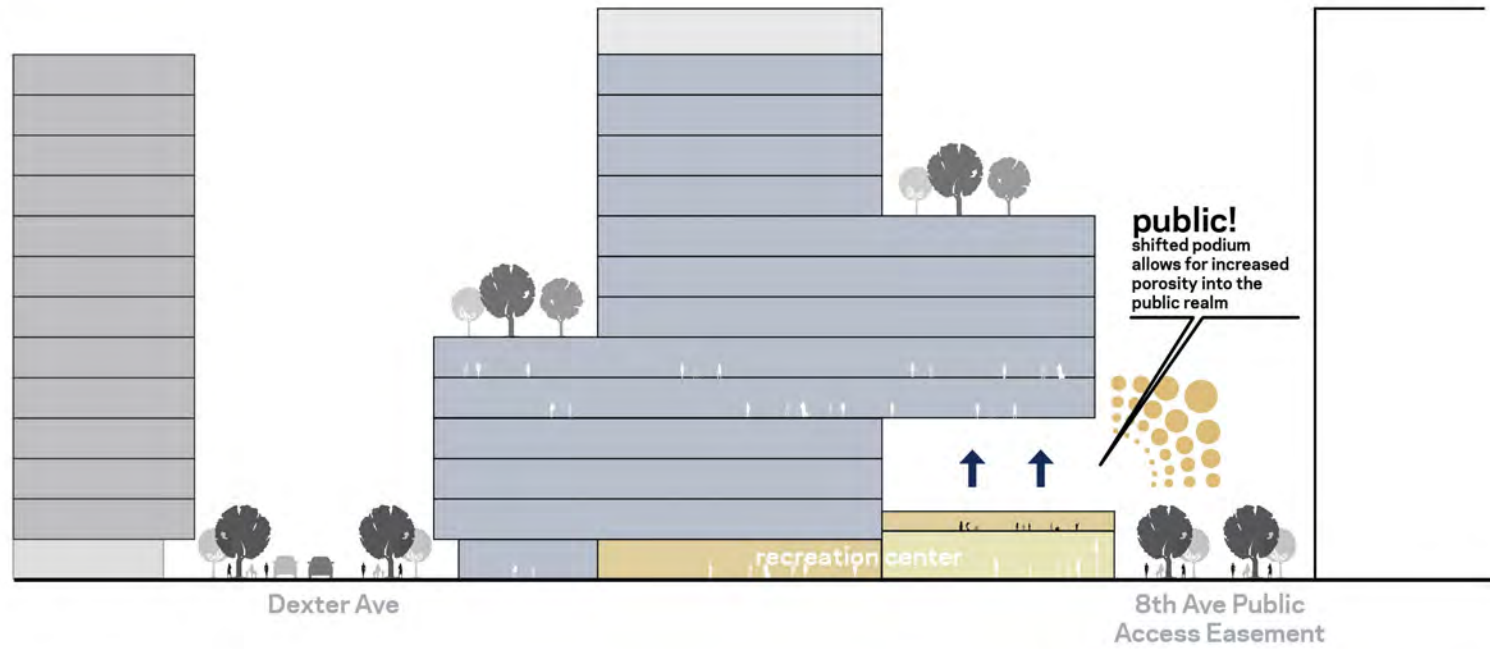 public!
shifted podium
allows for increased
porosity into the
public realm
recreation center
Dexter Ave
8th Ave Public
Access Easement